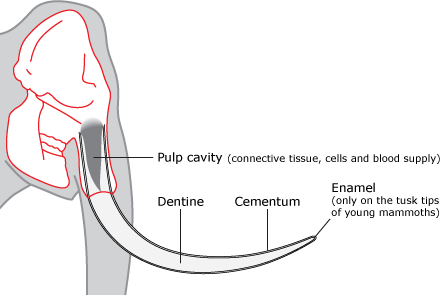 Pulp cavity (connective tissue, cells and blood supply)
Enamel
(only on the tusk tips
of young mammoths)
Dentine Cementum